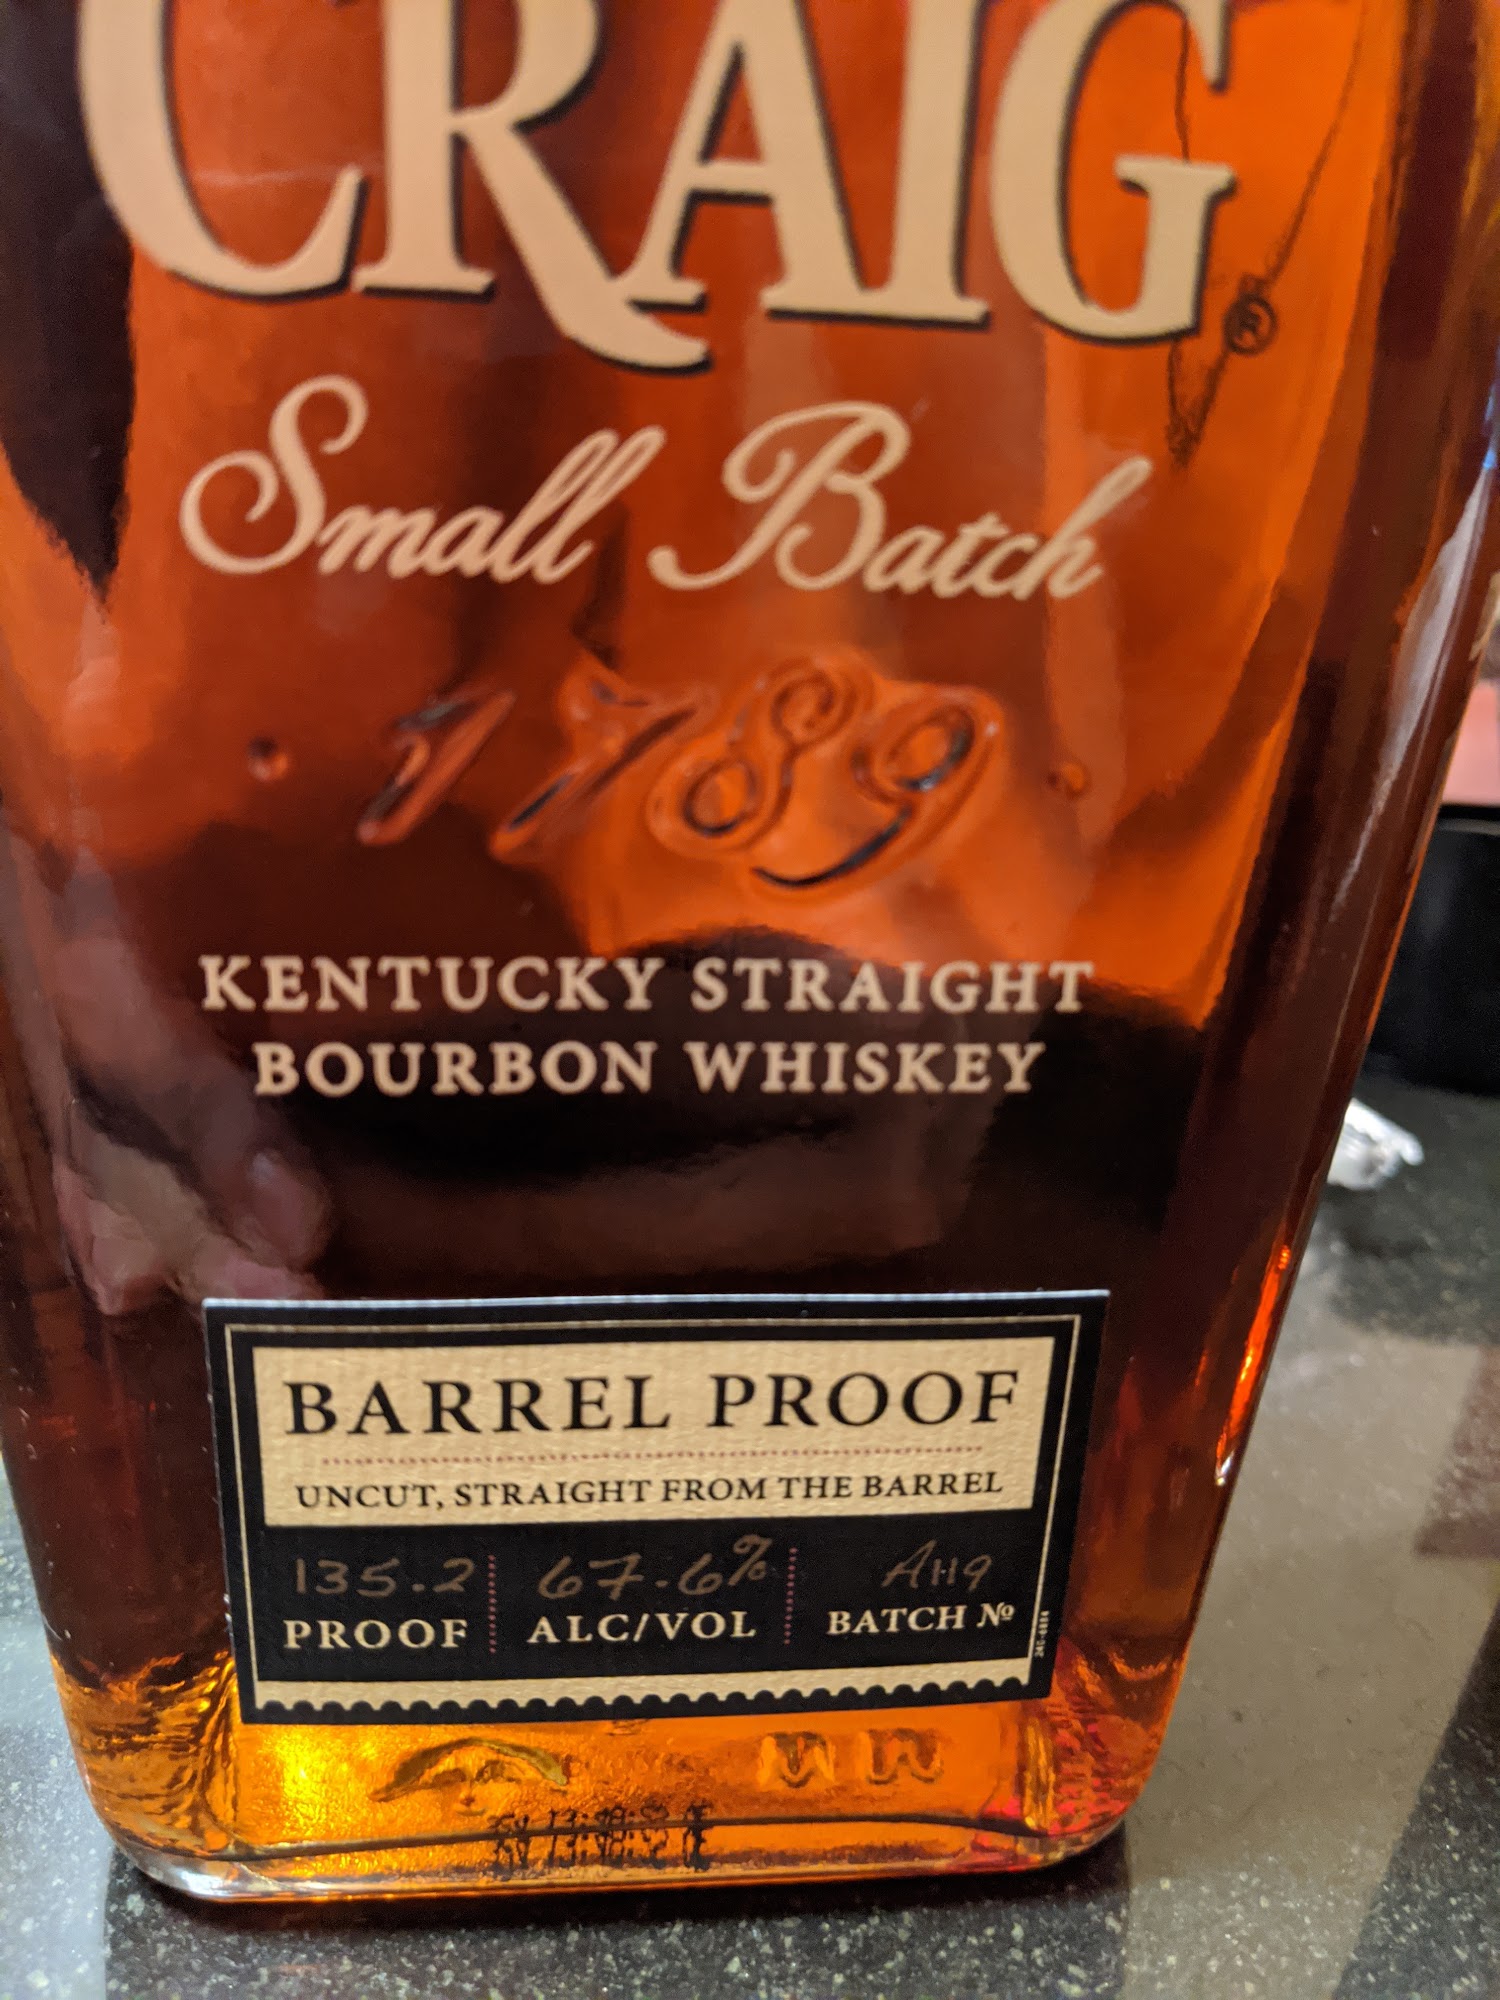 CRAIG®
Small Batch
1789
KENTUCKY STRAIGHT
BOURBON WHISKEY
BARREL PROOF
UNCUT, STRAIGHT FROM THE BARREL
135.2 67.6% A119
PROOF ALC/VOL BATCH №